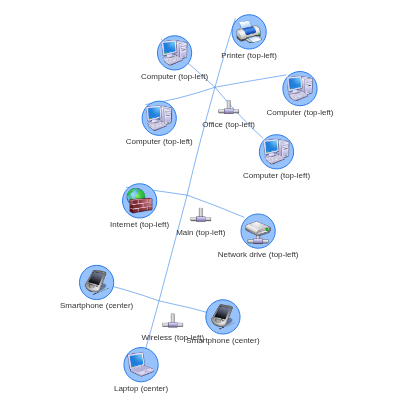 Printer (top-left)
Computer (top-left)
Computer (top-left)
Office (top-left)
Computer (top-left)
Computer (top-left)
Internet (top-left)
Main (top-left)
Network drive (top-left)
Smartphone (center)
Wireless (top-left)
Smartphone (center)
Laptop (center)